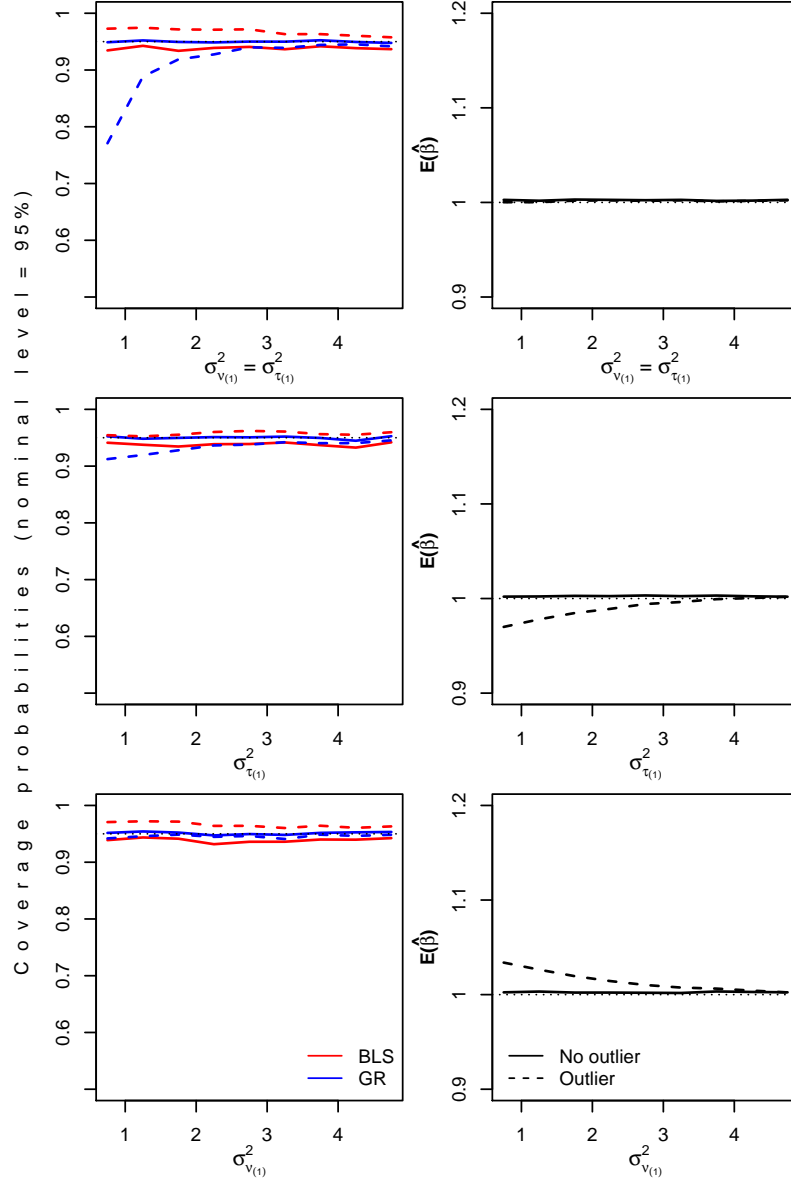 Coverage probabilities (nominal level = 95%)
0.6 0.7 0.8 0.9 1
1 2 3 4
σ²ν(1) = σ²τ(1)
E(β̂)
0.9 1 1.1 1.2
1 2 3 4
σ²ν(1) = σ²τ(1)
0.6 0.7 0.8 0.9 1
1 2 3 4
σ²τ(1)
E(β̂)
0.9 1 1.1 1.2
1 2 3 4
σ²τ(1)
0.6 0.7 0.8 0.9 1
BLS
GR
1 2 3 4
σ²ν(1)
E(β̂)
0.9 1 1.1 1.2
No outlier
Outlier
1 2 3 4
σ²ν(1)